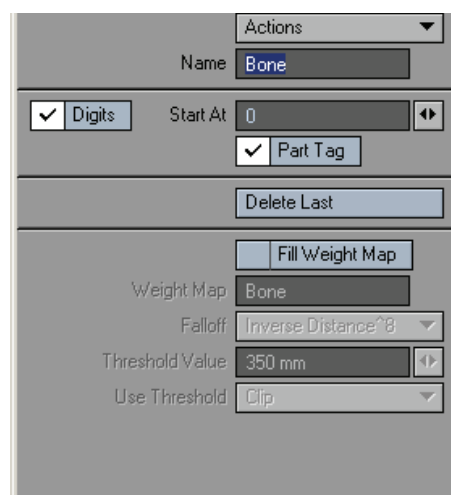 Actions
Name Bone
Digits Start At 0
Part Tag
Delete Last
Fill Weight Map
Weight Map Bone
Falloff Inverse Distance^8
Threshold Value 350 mm
Use Threshold Clip